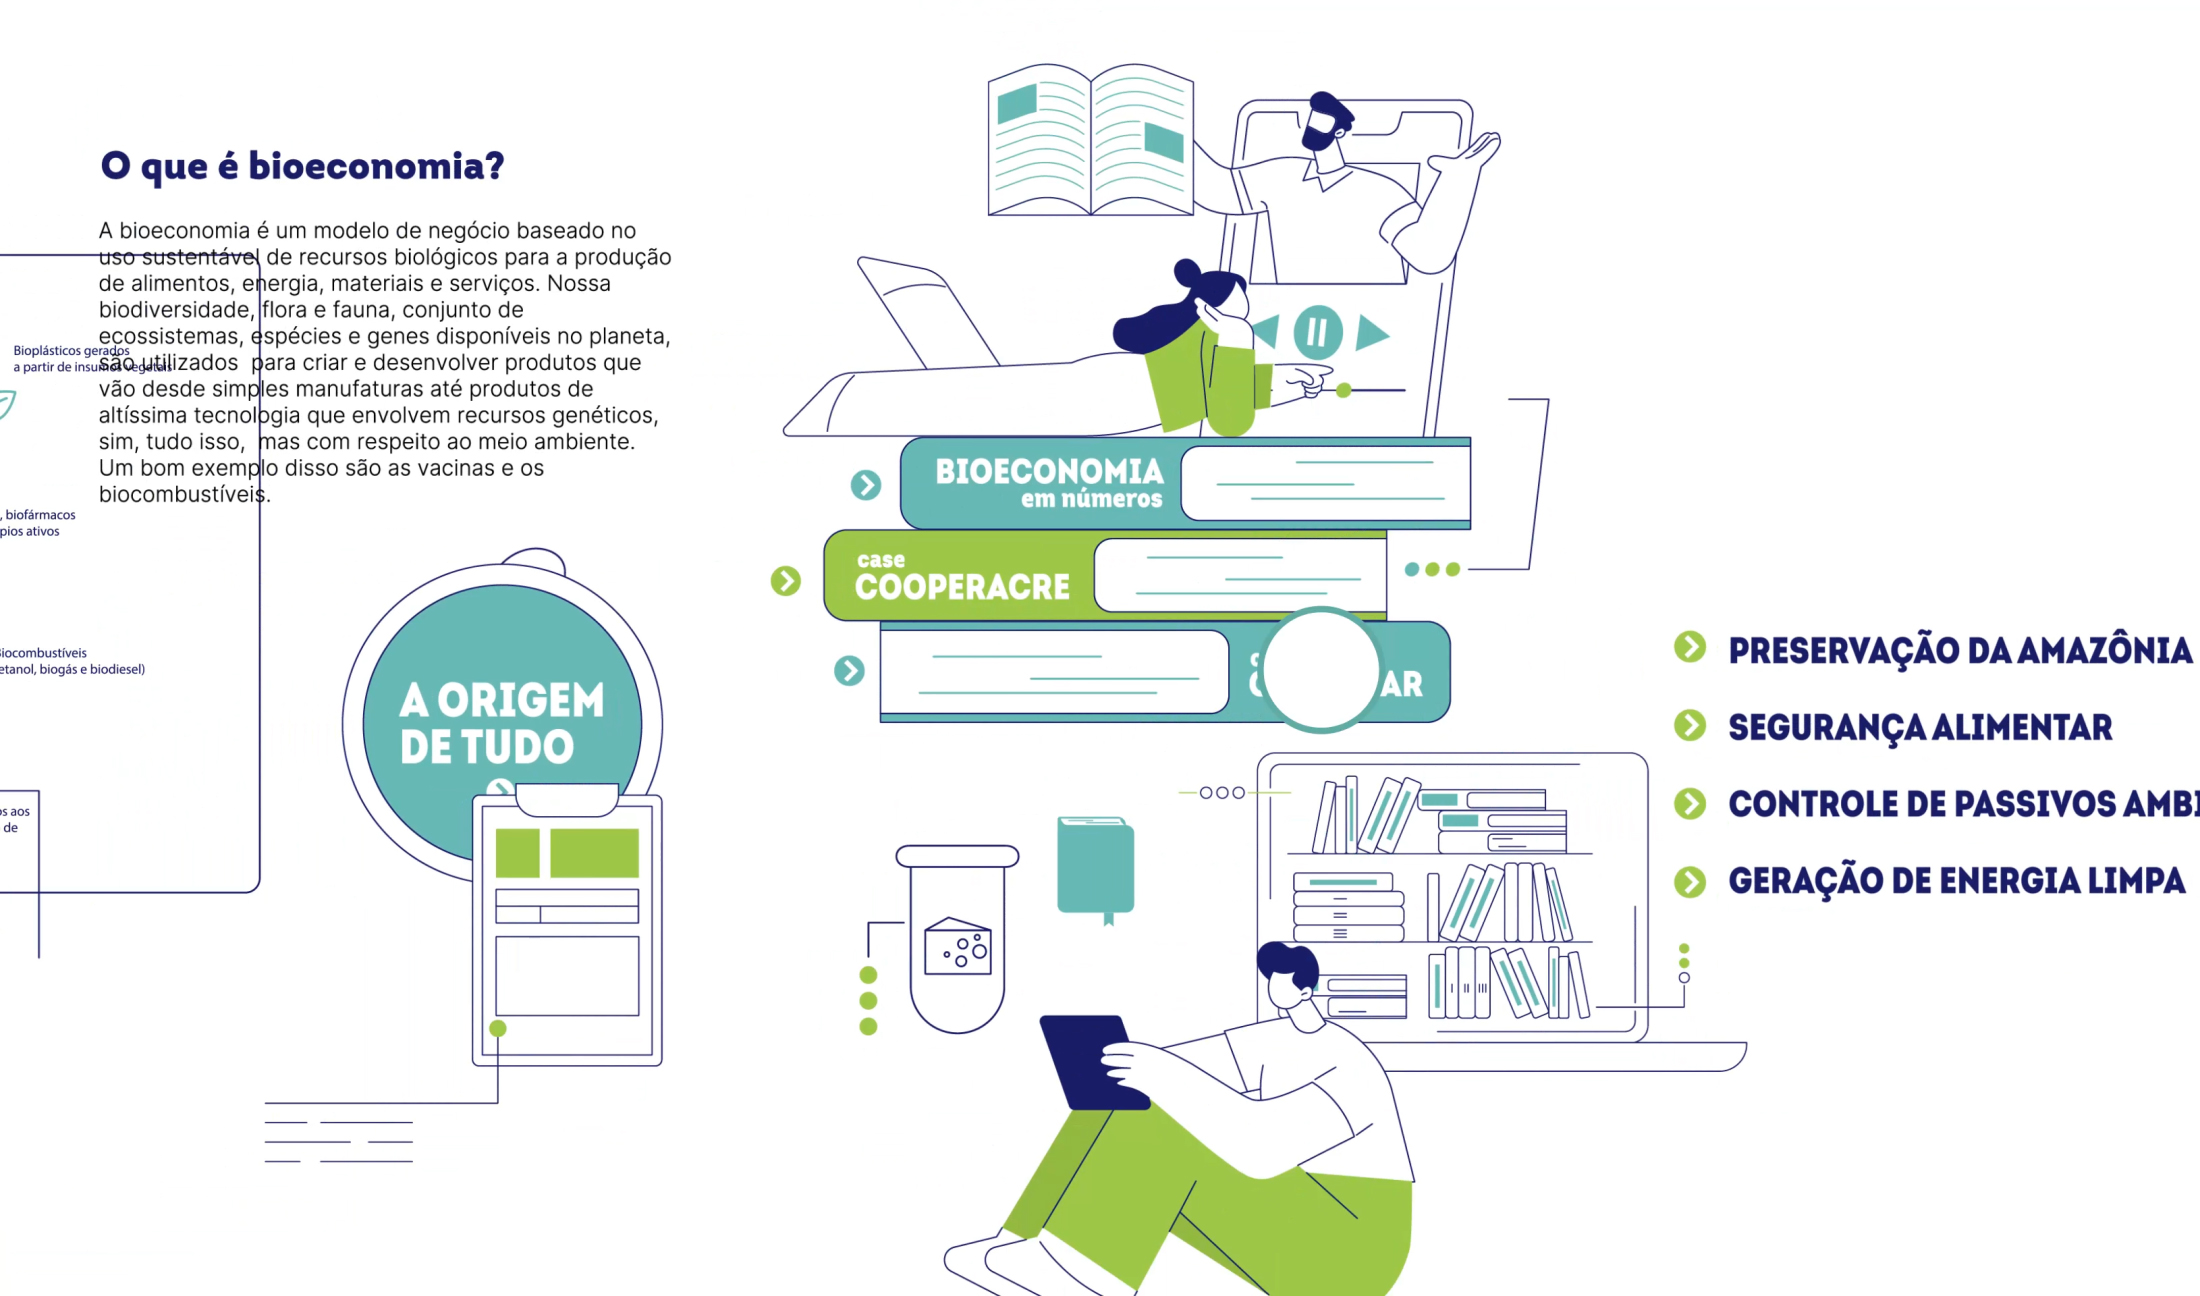 O que é bioeconomia?
A bioeconomia é um modelo de negócio baseado no
uso sustentável de recursos biológicos para a produção
de alimentos, energia, materiais e serviços. Nossa
biodiversidade, flora e fauna, conjunto de
ecossistemas, espécies e genes disponíveis no planeta,
são utilizados para criar e desenvolver produtos que
vão desde simples manufaturas até produtos de
altíssima tecnologia que envolvem recursos genéticos,
sim, tudo isso, mas com respeito ao meio ambiente.
Um bom exemplo disso são as vacinas e os
biocombustíveis.
Bioplásticos gerados
a partir de insumos vegetais
, biofármacos
pios ativos
Biocombustíveis
etanol, biogás e biodiesel)
os aos
de
A ORIGEM
DE TUDO
BIOECONOMIA
em números
case
COOPERACRE
AR
PRESERVAÇÃO DA AMAZÔNIA
SEGURANÇA ALIMENTAR
CONTROLE DE PASSIVOS AMBI
GERAÇÃO DE ENERGIA LIMPA
I II III